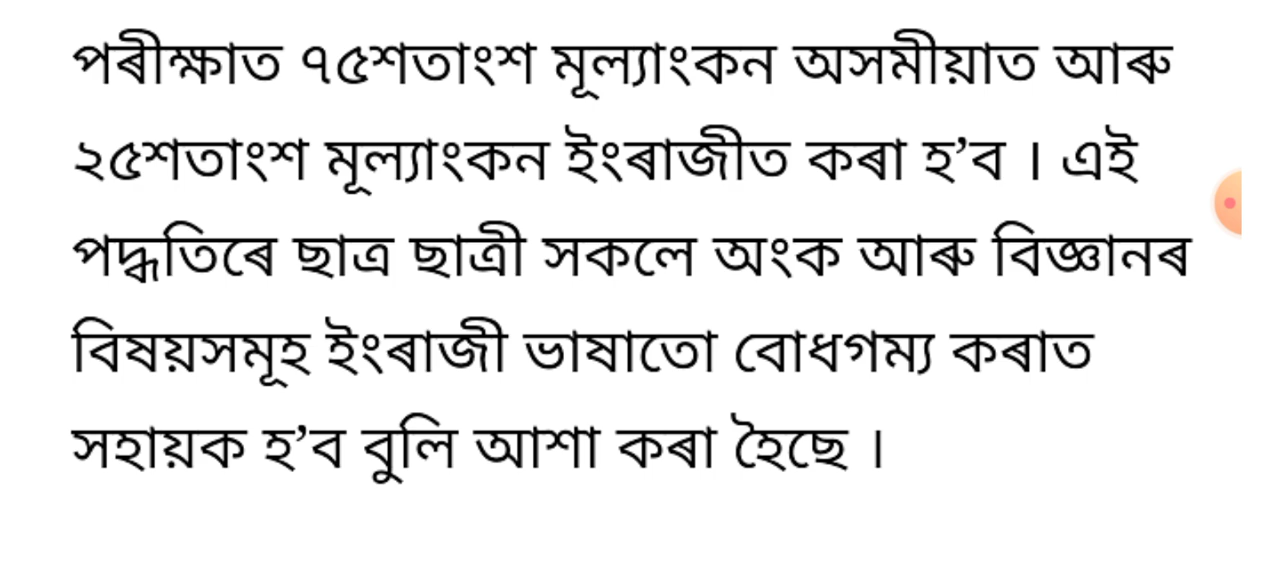 পৰীক্ষাত ৭৫শতাংশ মূল্যাংকন অসমীয়াত আৰু
২৫শতাংশ মূল্যাংকন ইংৰাজীত কৰা হ’ব । এই
পদ্ধতিৰে ছাত্ৰ ছাত্ৰী সকলে অংক আৰু বিজ্ঞানৰ
বিষয়সমূহ ইংৰাজী ভাষাতো বোধগম্য কৰাত
সহায়ক হ’ব বুলি আশা কৰা হৈছে ।